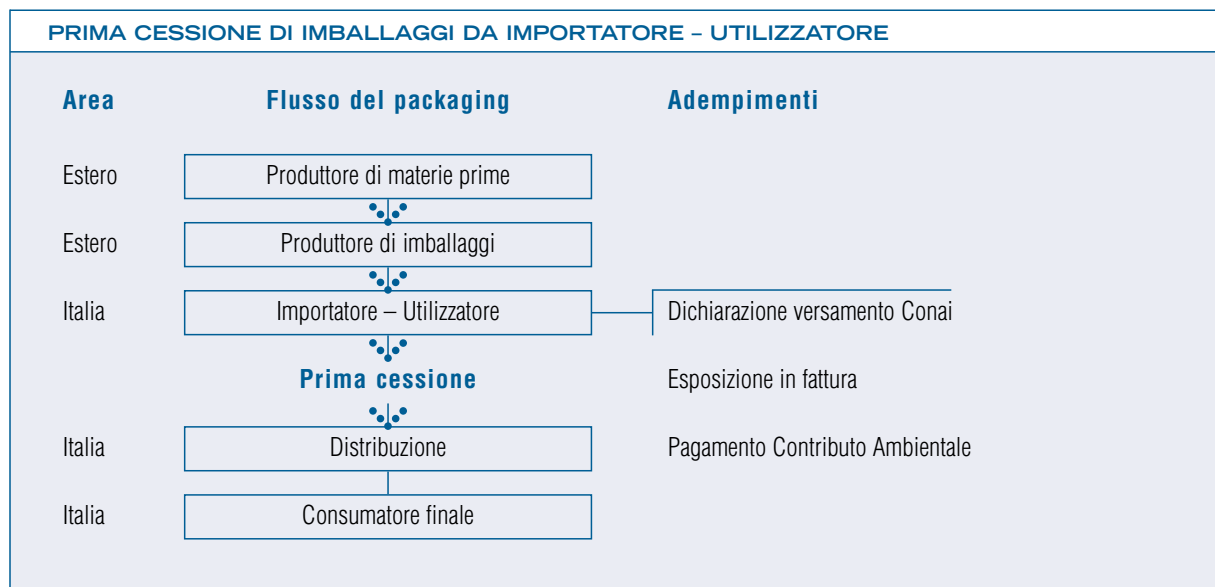 PRIMA CESSIONE DI IMBALLAGGI DA IMPORTATORE – UTILIZZATORE
Area Flusso del packaging Adempimenti
Estero Produttore di materie prime
Estero Produttore di imballaggi
Italia Importatore – Utilizzatore Dichiarazione versamento Conai
Prima cessione Esposizione in fattura
Italia Distribuzione Pagamento Contributo Ambientale
Italia Consumatore finale